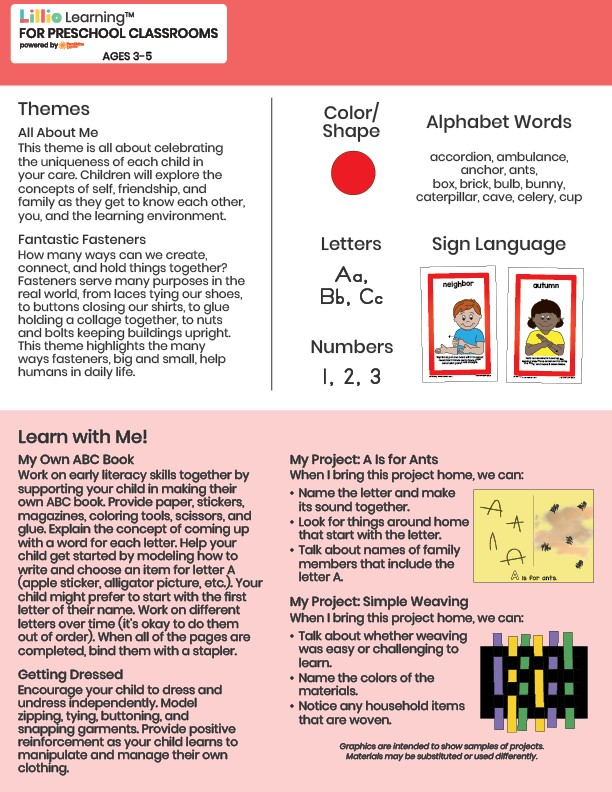 Lillio Learning™
FOR PRESCHOOL CLASSROOMS
powered by
AGES 3-5
Themes
All About Me
This theme is all about celebrating
the uniqueness of each child in
your care. Children will explore the
concepts of self, friendship, and
family as they get to know each other,
you, and the learning environment.
Fantastic Fasteners
How many ways can we create,
connect, and hold things together?
Fasteners serve many purposes in the
real world, from laces tying our shoes,
to buttons closing our shirts, to glue
holding a collage together, to nuts
and bolts keeping buildings upright.
This theme highlights the many
ways fasteners, big and small, help
humans in daily life.
Color/
Shape
Alphabet Words
accordion, ambulance,
anchor, ants,
box, brick, bulb, bunny,
caterpillar, cave, celery, cup
Letters
Aa,
Bb, Cc
Sign Language
neighbor
autumn
Numbers
1, 2, 3
Learn with Me!
My Own ABC Book
Work on early literacy skills together by
supporting your child in making their
own ABC book. Provide paper, stickers,
magazines, coloring tools, scissors, and
glue. Explain the concept of coming up
with a word for each letter. Help your
child get started by modeling how to
write and choose an item for letter A
(apple sticker, alligator picture, etc.). Your
child might prefer to start with the first
letter of their name. Work on different
letters over time (it's okay to do them
out of order). When all of the pages are
completed, bind them with a stapler.
Getting Dressed
Encourage your child to dress and
undress independently. Model
zipping, tying, buttoning, and
snapping garments. Provide positive
reinforcement as your child learns to
manipulate and manage their own
clothing.
My Project: A Is for Ants
When I bring this project home, we can:
• Name the letter and make
its sound together.
• Look for things around home
that start with the letter.
• Talk about names of family
members that include the
letter A.
A is for ants.
My Project: Simple Weaving
When I bring this project home, we can:
• Talk about whether weaving
was easy or challenging to
learn.
• Name the colors of the
materials.
• Notice any household items
that are woven.
Graphics are intended to show samples of projects.
Materials may be substituted or used differently.